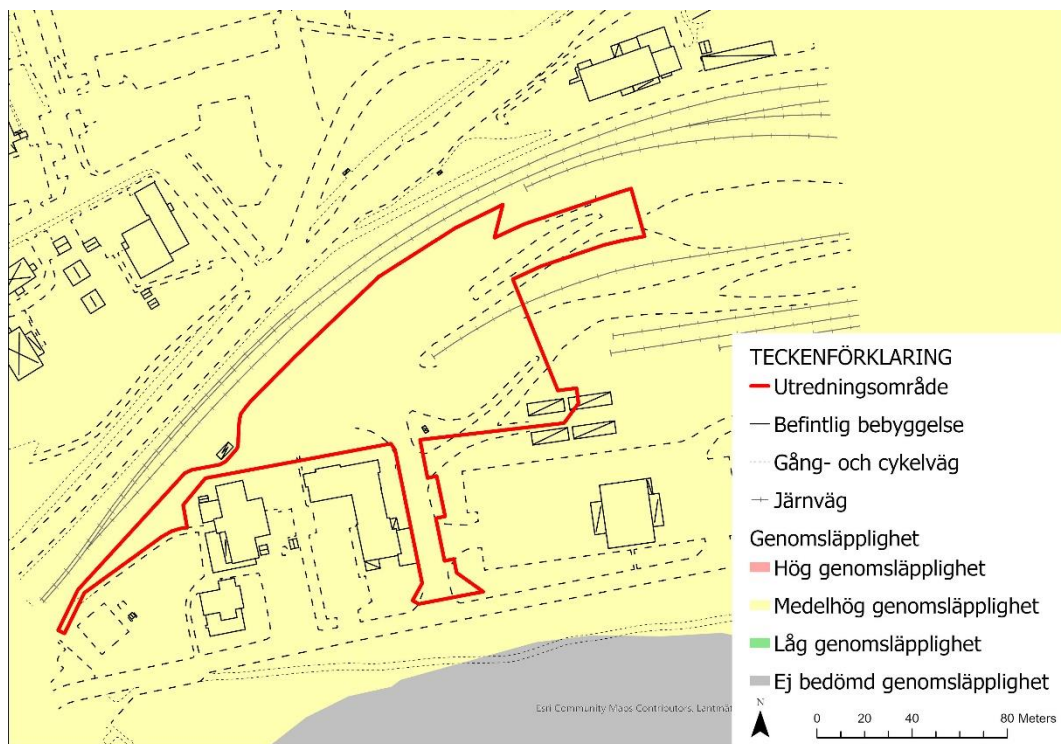 TECKENFÖRKLARING
Utredningsområde
Befintlig bebyggelse
Gång- och cykelväg
Järnväg
Genomsläpplighet
Hög genomsläpplighet
Medelhög genomsläpplighet
Låg genomsläpplighet
Ej bedömd genomsläpplighet
Esri Community Maps Contributors, Lantmät
N
0 20 40 80 Meters